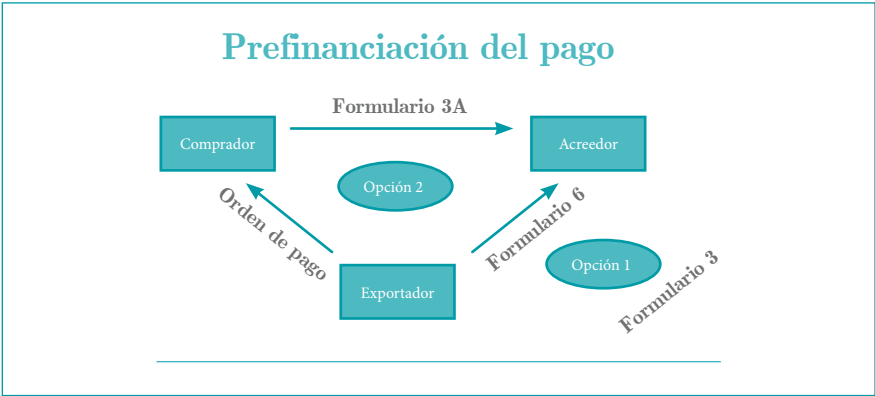 Prefinanciación del pago
Formulario 3A
Comprador
Acreedor
Opción 2
Orden de pago
Formulario 6
Opción 1
Formulario 3
Exportador